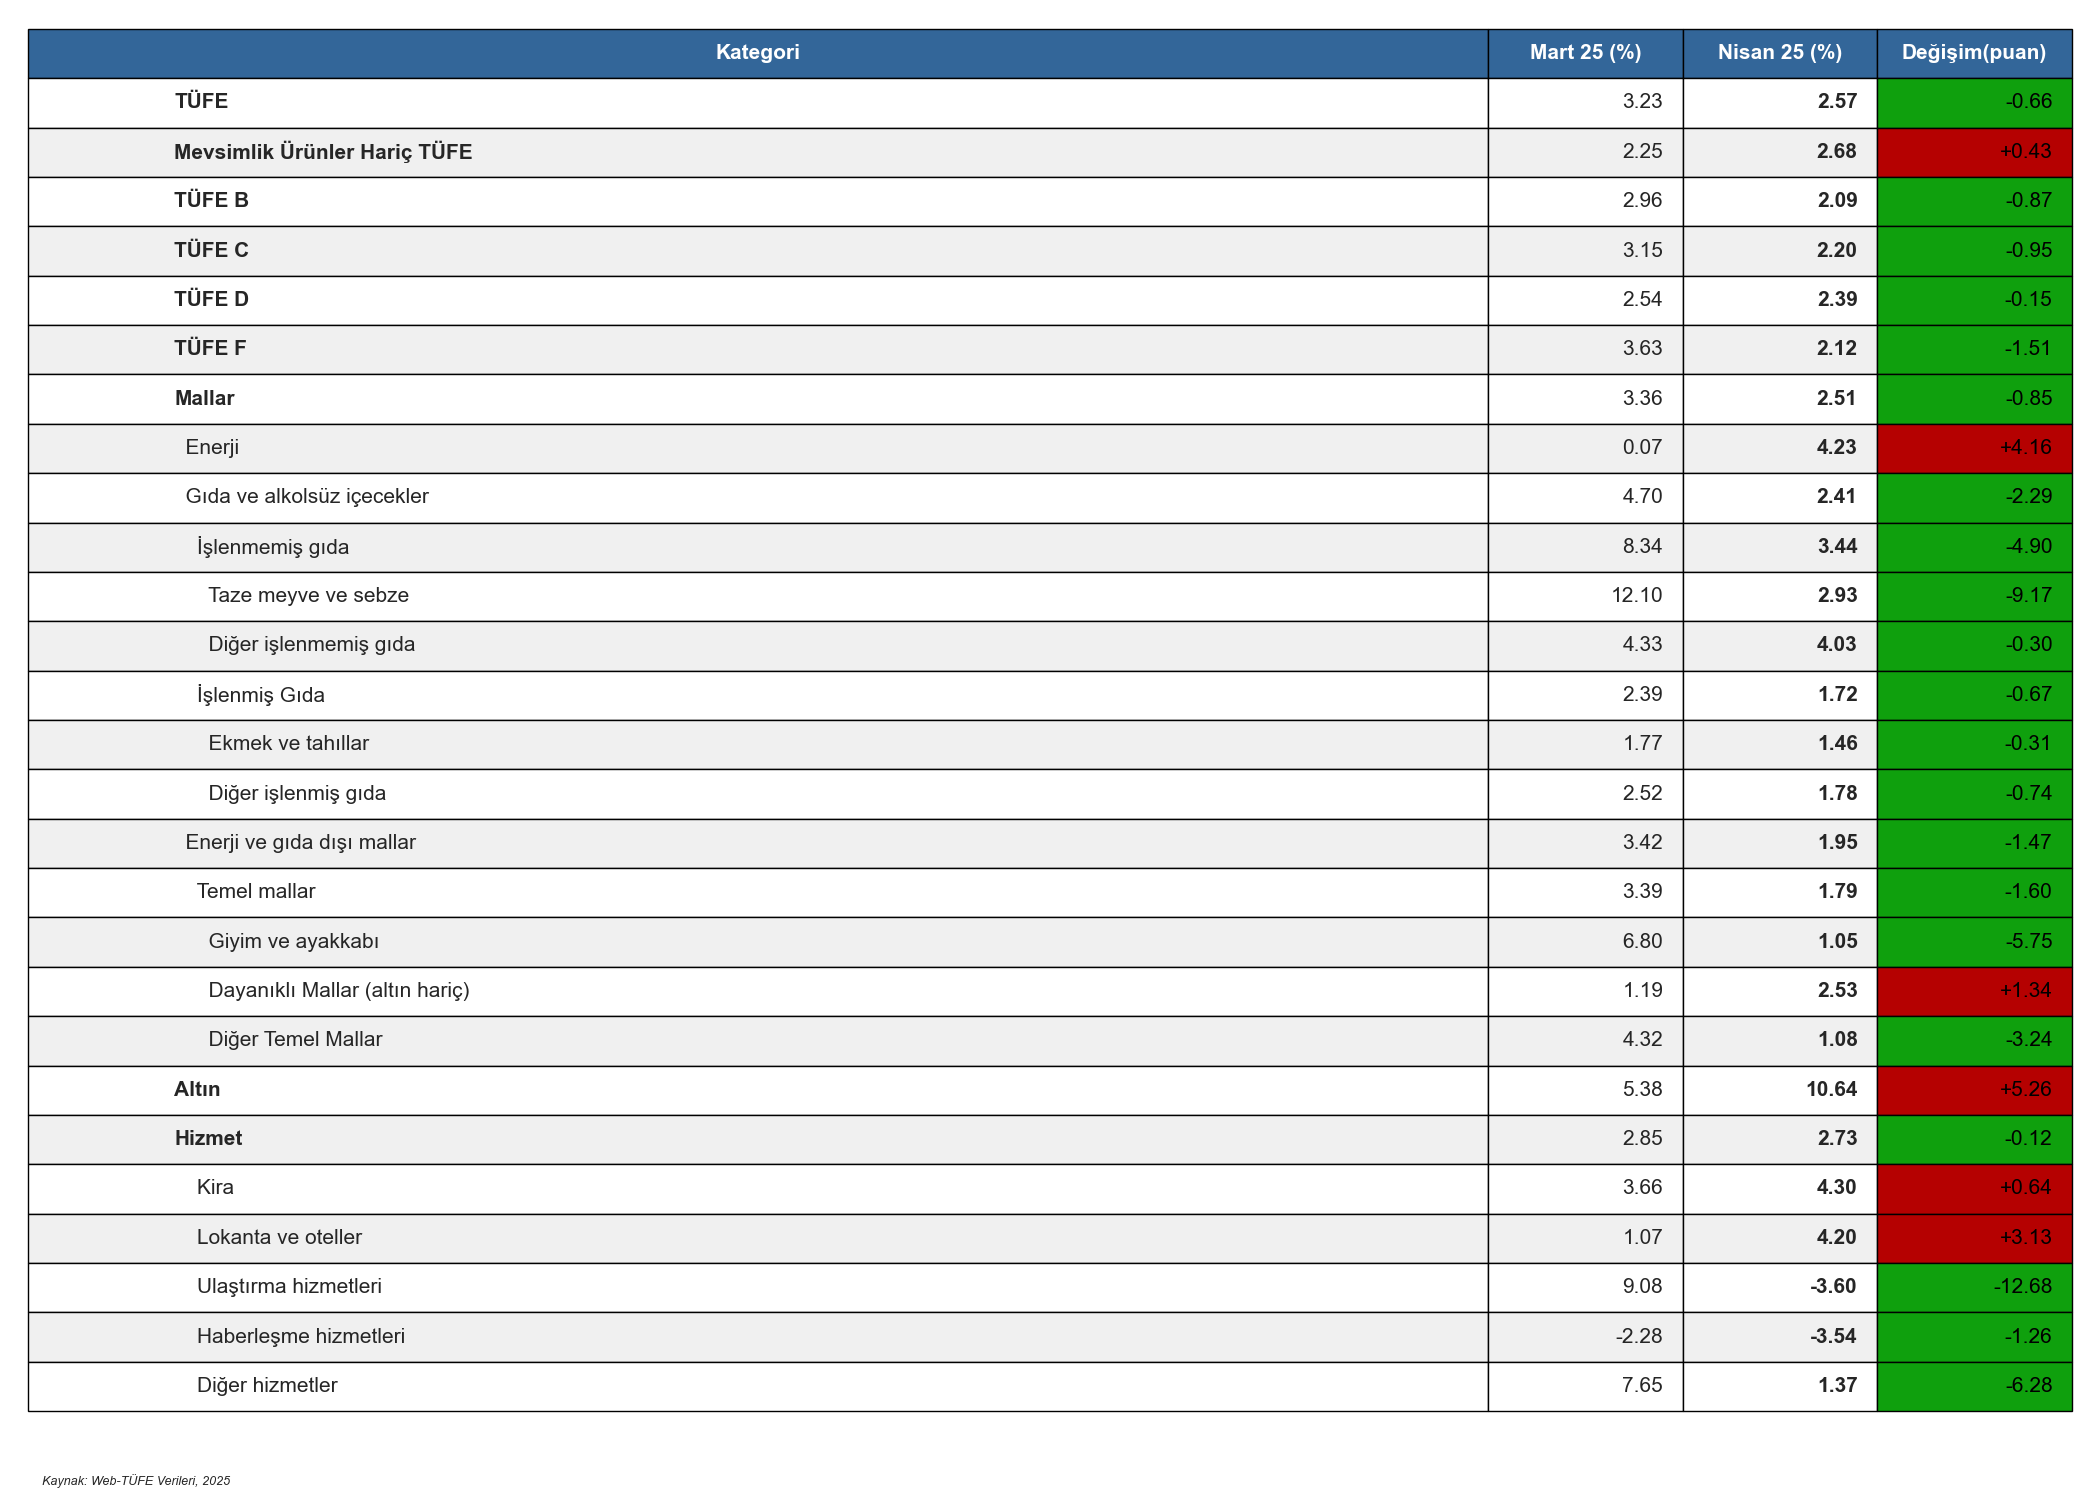 Kategori Mart 25 (%) Nisan 25 (%) Değişim(puan)
TÜFE 3.23 2.57 -0.66
Mevsimlik Ürünler Hariç TÜFE 2.25 2.68 +0.43
TÜFE B 2.96 2.09 -0.87
TÜFE C 3.15 2.20 -0.95
TÜFE D 2.54 2.39 -0.15
TÜFE F 3.63 2.12 -1.51
Mallar 3.36 2.51 -0.85
Enerji 0.07 4.23 +4.16
Gıda ve alkolsüz içecekler 4.70 2.41 -2.29
İşlenmemiş gıda 8.34 3.44 -4.90
Taze meyve ve sebze 12.10 2.93 -9.17
Diğer işlenmemiş gıda 4.33 4.03 -0.30
İşlenmiş Gıda 2.39 1.72 -0.67
Ekmek ve tahıllar 1.77 1.46 -0.31
Diğer işlenmiş gıda 2.52 1.78 -0.74
Enerji ve gıda dışı mallar 3.42 1.95 -1.47
Temel mallar 3.39 1.79 -1.60
Giyim ve ayakkabı 6.80 1.05 -5.75
Dayanıklı Mallar (altın hariç) 1.19 2.53 +1.34
Diğer Temel Mallar 4.32 1.08 -3.24
Altın 5.38 10.64 +5.26
Hizmet 2.85 2.73 -0.12
Kira 3.66 4.30 +0.64
Lokanta ve oteller 1.07 4.20 +3.13
Ulaştırma hizmetleri 9.08 -3.60 -12.68
Haberleşme hizmetleri -2.28 -3.54 -1.26
Diğer hizmetler 7.65 1.37 -6.28
Kaynak: Web-TÜFE Verileri, 2025